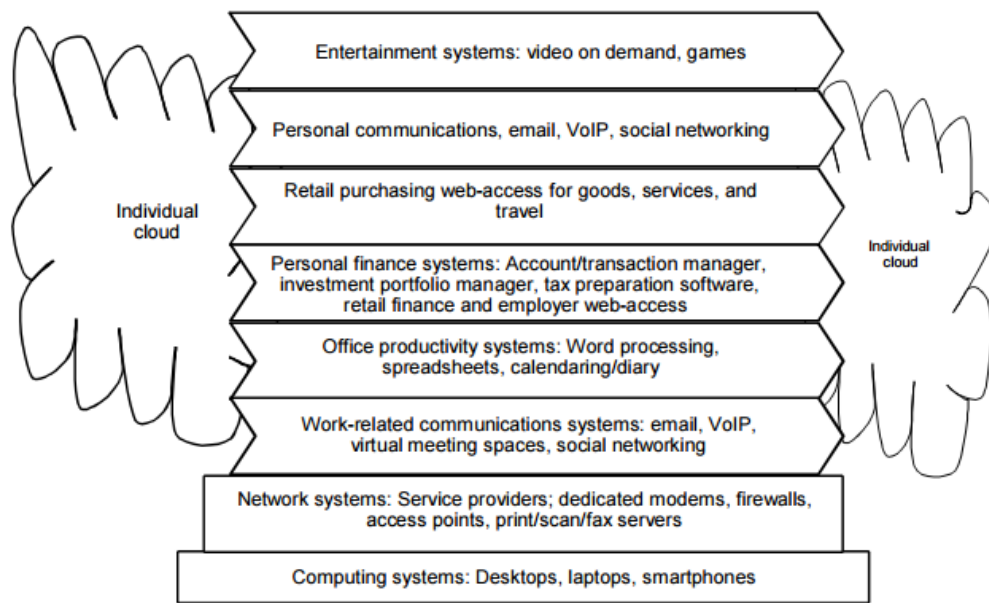 Entertainment systems: video on demand, games
Personal communications, email, VoIP, social networking
Retail purchasing web-access for goods, services, and
travel
Individual
cloud
Individual
cloud
Personal finance systems: Account/transaction manager,
investment portfolio manager, tax preparation software,
retail finance and employer web-access
Office productivity systems: Word processing,
spreadsheets, calendaring/diary
Work-related communications systems: email, VoIP,
virtual meeting spaces, social networking
Network systems: Service providers; dedicated modems, firewalls,
access points, print/scan/fax servers
Computing systems: Desktops, laptops, smartphones